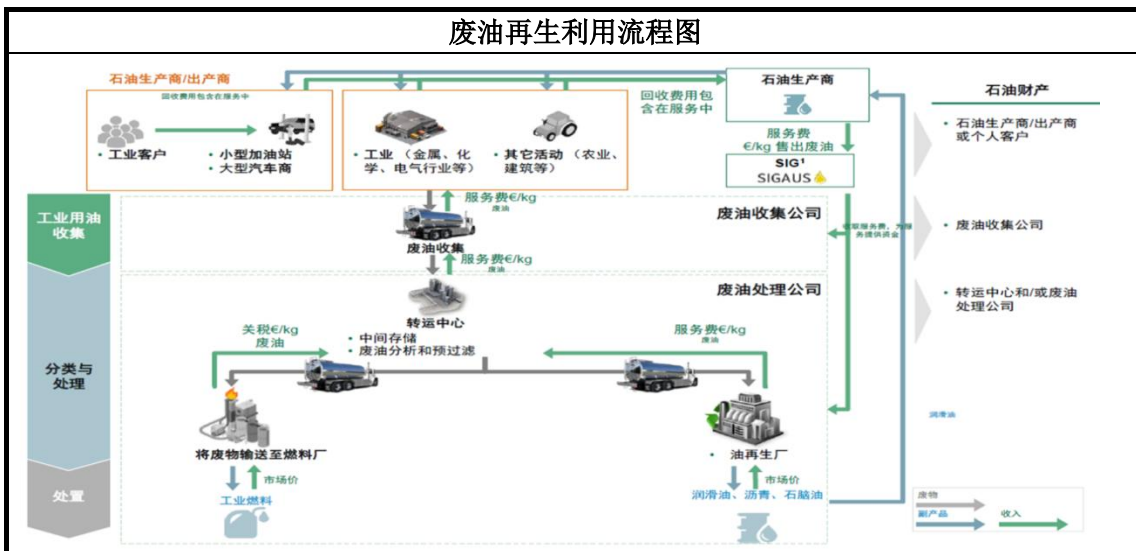 废油再生利用流程图
石油生产商/出产商
回收费用包含在服务中
• 工业客户
• 小型加油站
• 大型汽车商
• 工业（金属、化
学、电气行业等）
• 其它活动（农业、
建筑等）
回收费用包
含在服务中
石油生产商
服务费
€/kg 售出废油
SIG¹
SIGAUS
石油财产
• 石油生产商/出产商
或个人客户
• 废油收集公司
• 转运中心和/或废油
处理公司
工业用油
收集
服务费€/kg
废油
废油收集公司
废油收集
收取服务费，为服
务提供资金
服务费€/kg
废油
废油处理公司
转运中心
• 中间存储
• 废油分析和预过滤
关税€/kg
废油
服务费€/kg
废油
分类与
处理
将废物输送至燃料厂
• 油再生厂
润滑油
处置
市场价
工业燃料
市场价
润滑油、沥青、石脑油
废物
副产品
收入